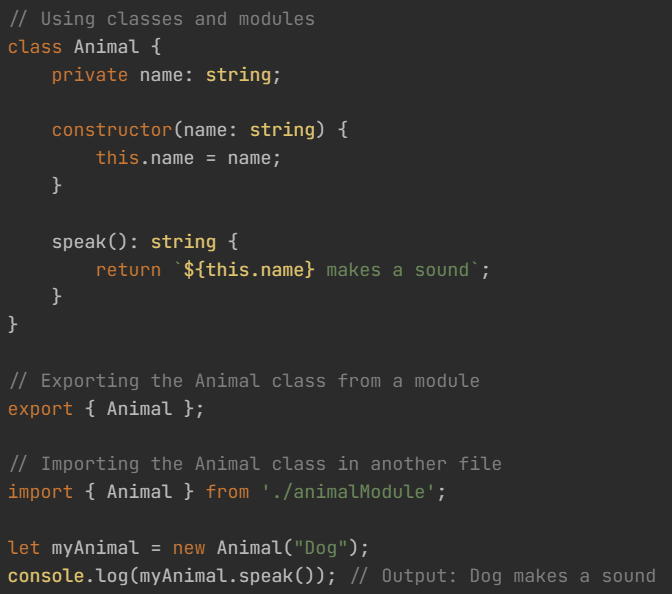 // Using classes and modules
class Animal {
    private name: string;

    constructor(name: string) {
        this.name = name;
    }

    speak(): string {
        return `${this.name} makes a sound`;
    }
}

// Exporting the Animal class from a module
export { Animal };

// Importing the Animal class in another file
import { Animal } from './animalModule';

let myAnimal = new Animal("Dog");
console.log(myAnimal.speak()); // Output: Dog makes a sound